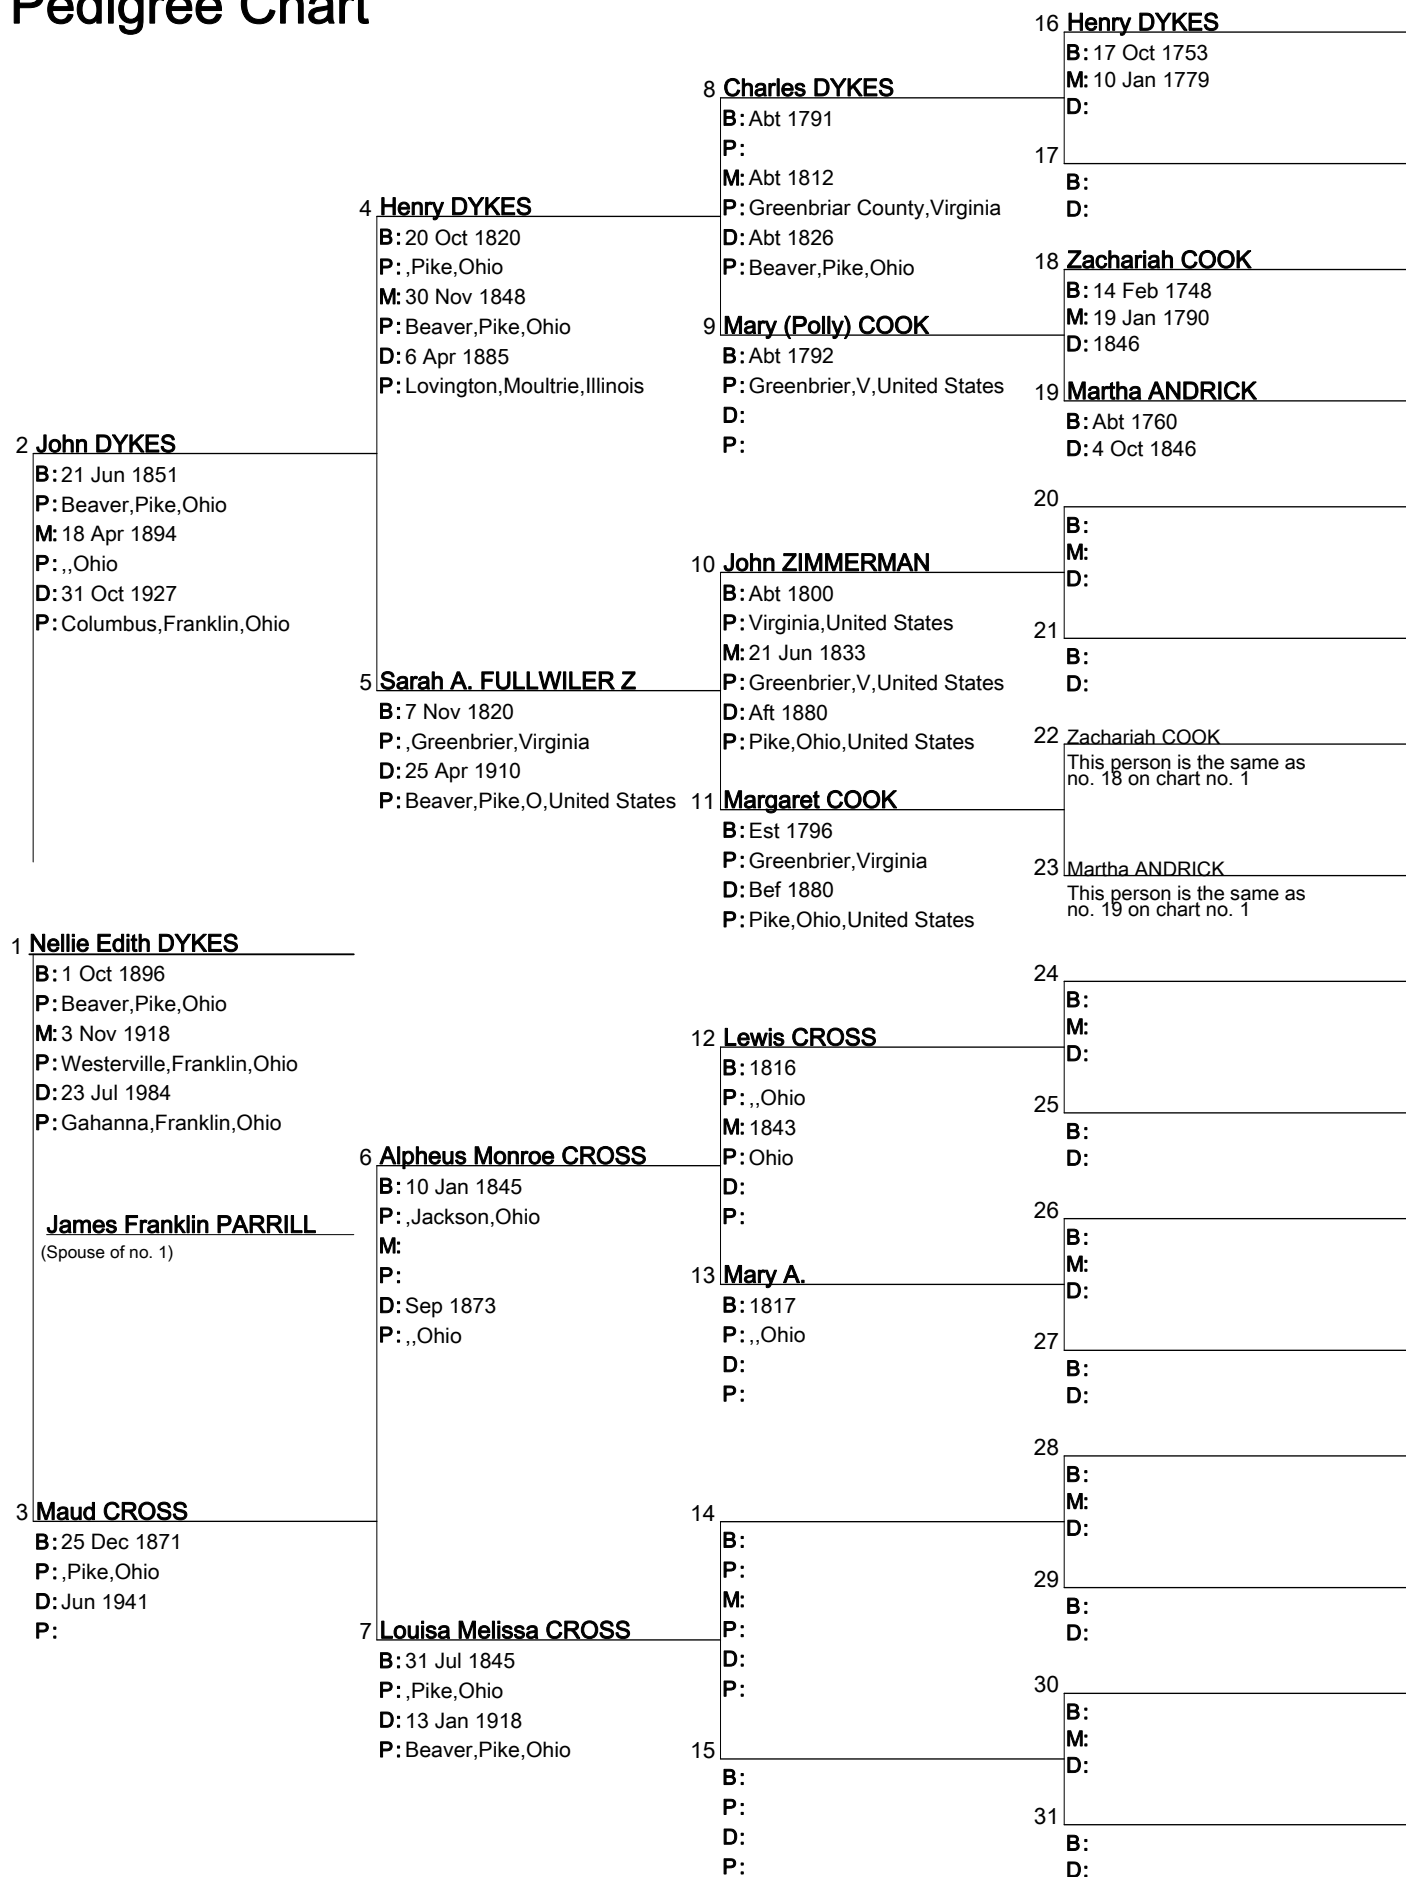 Pedigree Chart
16 Henry DYKES
B: 17 Oct 1753
M: 10 Jan 1779
D:
8 Charles DYKES
B: Abt 1791
P:
M: Abt 1812
P: Greenbriar County,Virginia
D: Abt 1826
P: Beaver,Pike,Ohio
17
B:
D:
4 Henry DYKES
B: 20 Oct 1820
P: ,Pike,Ohio
M: 30 Nov 1848
P: Beaver,Pike,Ohio
D: 6 Apr 1885
P: Lovington,Moultrie,Illinois
18 Zachariah COOK
B: 14 Feb 1748
M: 19 Jan 1790
D: 1846
9 Mary (Polly) COOK
B: Abt 1792
P: Greenbrier,V,United States
D:
P:
19 Martha ANDRICK
B: Abt 1760
D: 4 Oct 1846
2 John DYKES
B: 21 Jun 1851
P: Beaver,Pike,Ohio
M: 18 Apr 1894
P: ,,Ohio
D: 31 Oct 1927
P: Columbus,Franklin,Ohio
20
B:
M:
D:
10 John ZIMMERMAN
B: Abt 1800
P: Virginia,United States
M: 21 Jun 1833
P: Greenbrier,V,United States
D: Aft 1880
P: Pike,Ohio,United States
21
B:
D:
5 Sarah A. FULLWILER Z
B: 7 Nov 1820
P: ,Greenbrier,Virginia
D: 25 Apr 1910
P: Beaver,Pike,O,United States
22 Zachariah COOK
This person is the same as
no. 18 on chart no. 1
11 Margaret COOK
B: Est 1796
P: Greenbrier,Virginia
D: Bef 1880
P: Pike,Ohio,United States
23 Martha ANDRICK
This person is the same as
no. 19 on chart no. 1
1 Nellie Edith DYKES
B: 1 Oct 1896
P: Beaver,Pike,Ohio
M: 3 Nov 1918
P: Westerville,Franklin,Ohio
D: 23 Jul 1984
P: Gahanna,Franklin,Ohio
24
B:
M:
D:
12 Lewis CROSS
B: 1816
P: ,,Ohio
M: 1843
P: Ohio
D:
P:
25
B:
D:
6 Alpheus Monroe CROSS
B: 10 Jan 1845
P: ,Jackson,Ohio
M:
P:
D: Sep 1873
P: ,,Ohio
James Franklin PARRILL
(Spouse of no. 1)
26
B:
M:
D:
13 Mary A.
B: 1817
P: ,,Ohio
D:
P:
27
B:
D:
28
B:
M:
D:
3 Maud CROSS
B: 25 Dec 1871
P: ,Pike,Ohio
D: Jun 1941
P:
14
B:
P:
M:
P:
D:
P:
29
B:
D:
7 Louisa Melissa CROSS
B: 31 Jul 1845
P: ,Pike,Ohio
D: 13 Jan 1918
P: Beaver,Pike,Ohio
30
B:
M:
D:
15
B:
P:
D:
P:
31
B:
D: